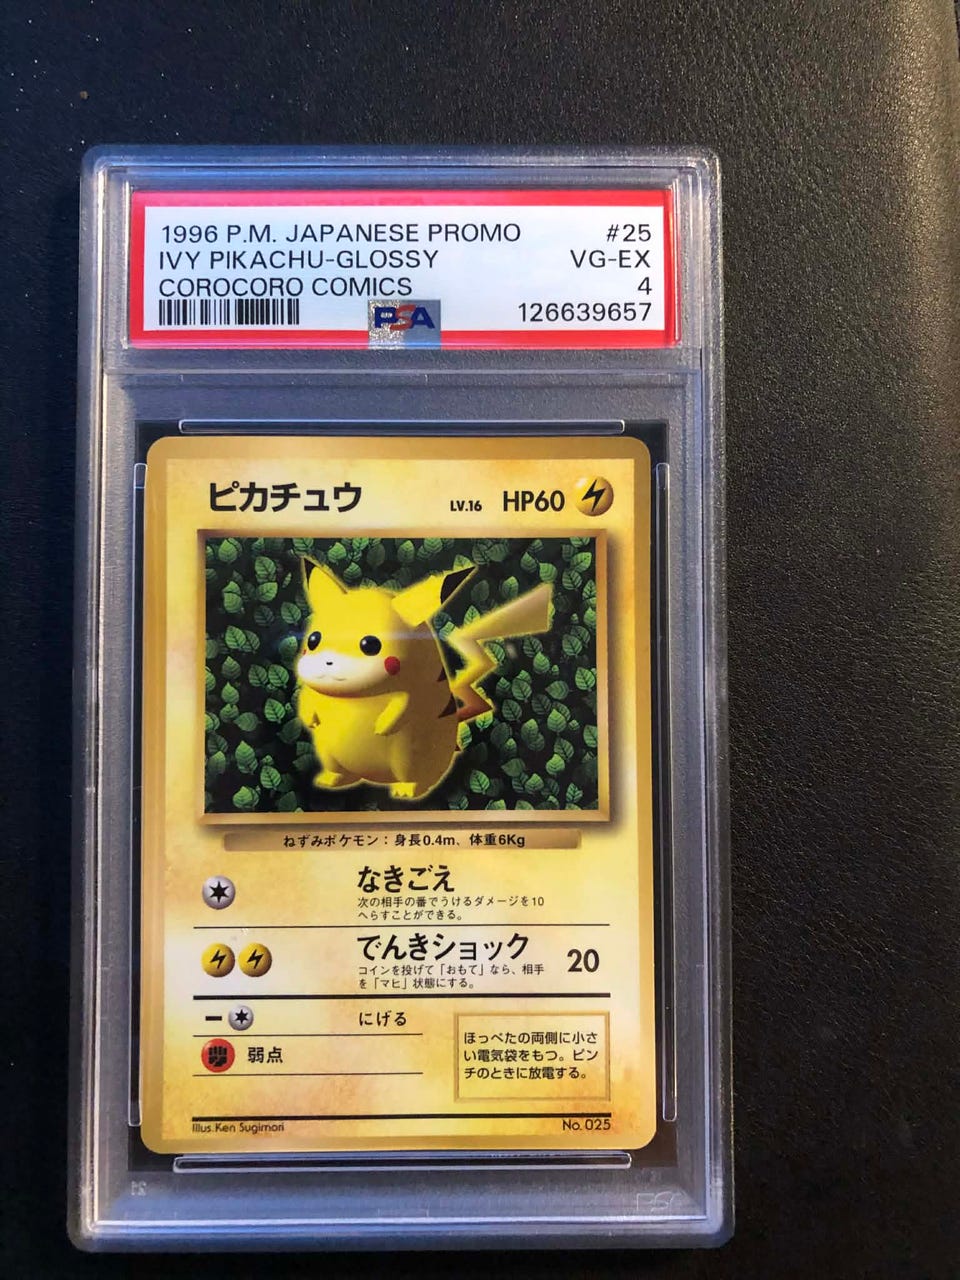 1996 P.M. JAPANESE PROMO #25
IVY PIKACHU-GLOSSY VG-EX
COROCORO COMICS 4
PSA 126639657
ピカチュウ LV.16 HP60
ねずみポケモン：身長0.4m、体重6Kg
なきごえ
次の相手の番でうけるダメージを10
へらすことができる。
でんきショック 20
コインを投げて「おもて」なら、相手
を「マヒ」状態にする。
にげる
弱点
ほっぺたの両側に小さ
い電気袋をもつ。ピン
チのときに放電する。
Illus.Ken Sugimori No.025
PSA